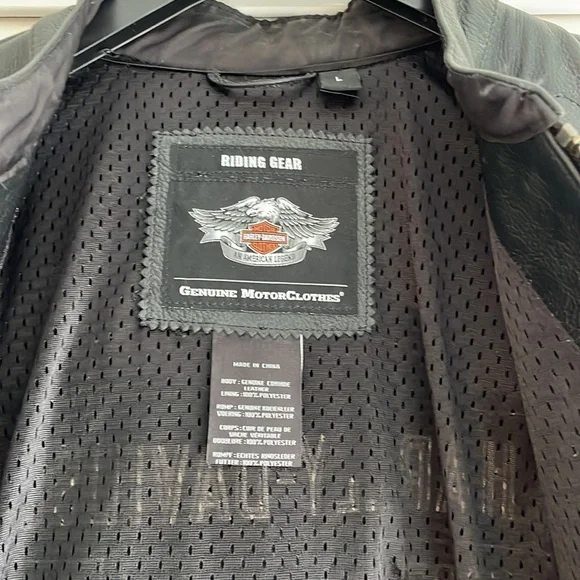 L
RIDING GEAR
HARLEY-DAVIDSON
AN AMERICAN LEGEND
GENUINE MOTORCLOTHES®
MADE IN CHINA
BODY: GENUINE COWHIDE
LEATHER
LINING: 100% POLYESTER
ROMP: GENUINE KOEIENLEER
VOERING: 100% POLYESTER
CORPS: CUIR DE PEAU DE
VACHE VÉRITABLE
DOUBLURE: 100% POLYESTER
RUMPF: ECHTES RINDSLEDER
FUTTER: 100% POLYESTER